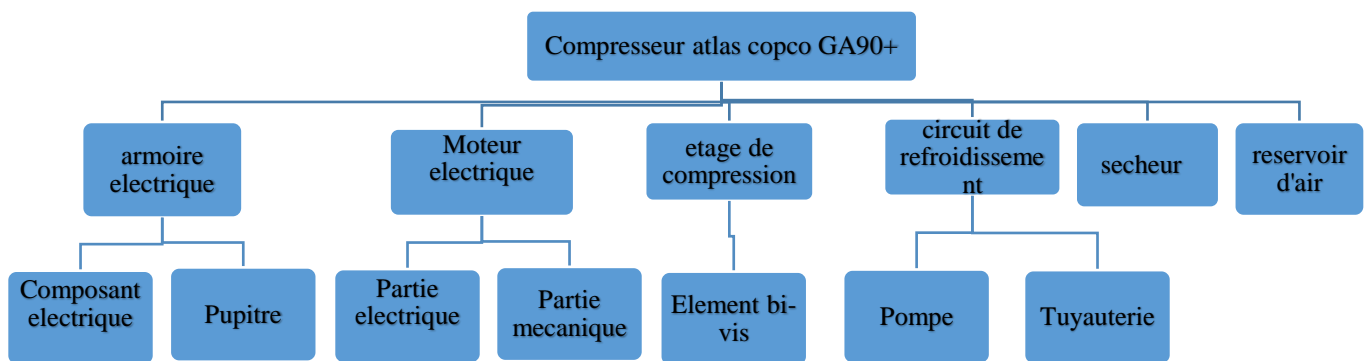 Compresseur atlas copco GA90+
armoire
electrique
Moteur
electrique
etage de
compression
circuit de
refroidisseme
nt
secheur
reservoir
d'air
Composant
electrique
Pupitre
Partie
electrique
Partie
mecanique
Element bi-
vis
Pompe
Tuyauterie